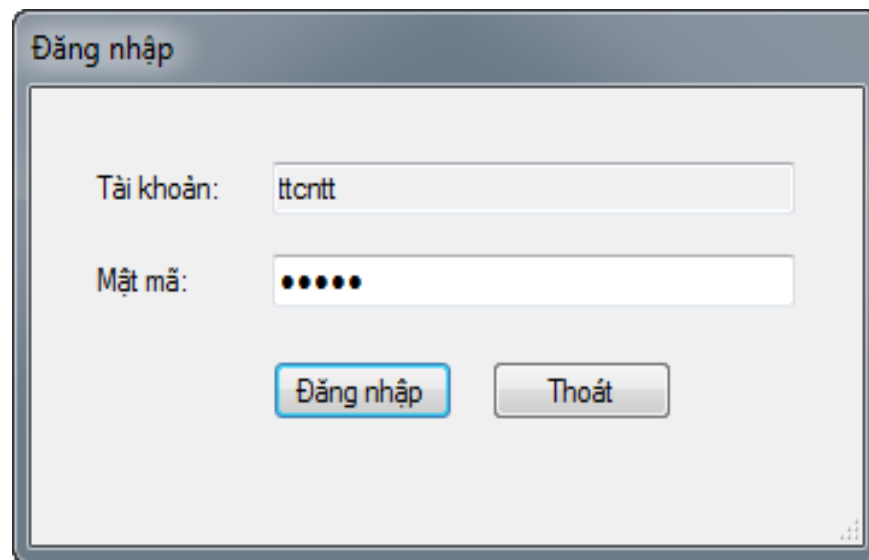 Đăng nhập
Tài khoản: ttcntt
Mật mã: •••••
Đăng nhập Thoát